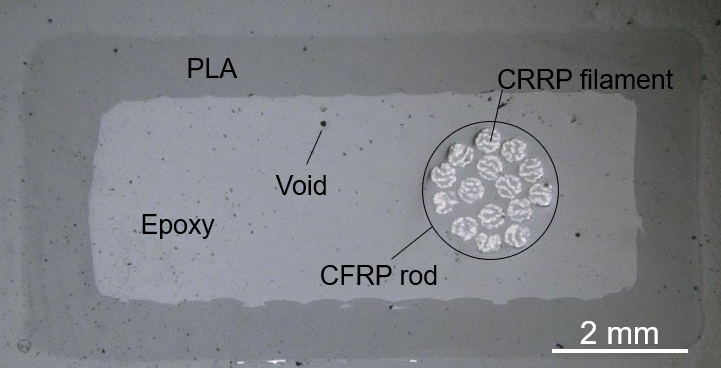 PLA
CRRP filament
Void
Epoxy
CFRP rod
2 mm